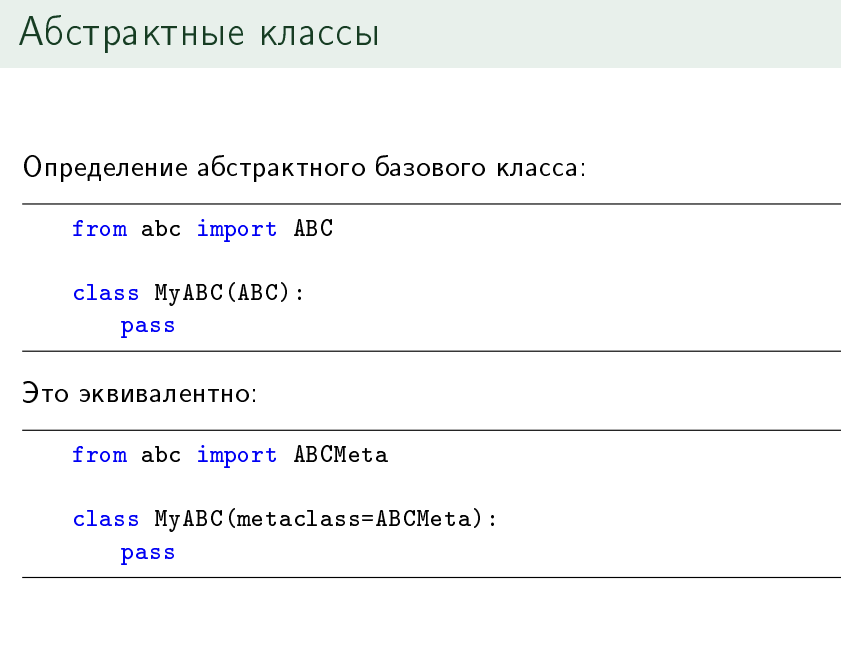 Абстрактные классы
Определение абстрактного базового класса:
from abc import ABC
class MyABC(ABC):
pass
Это эквивалентно:
from abc import ABCMeta
class MyABC(metaclass=ABCMeta):
pass